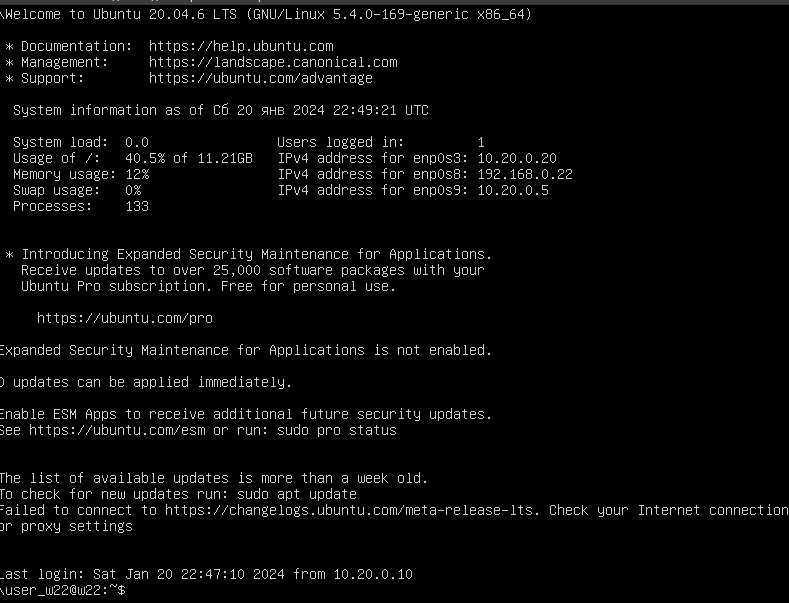 \Welcome to Ubuntu 20.04.6 LTS (GNU/Linux 5.4.0-169-generic x86_64)
* Documentation:  https://help.ubuntu.com
* Management:     https://landscape.canonical.com
* Support:        https://ubuntu.com/advantage
System information as of Сб 20 янв 2024 22:49:21 UTC
System load:  0.0                Users logged in:         1
Usage of /:   40.5% of 11.21GB   IPv4 address for enp0s3: 10.20.0.20
Memory usage: 12%                IPv4 address for enp0s8: 192.168.0.22
Swap usage:   0%                 IPv4 address for enp0s9: 10.20.0.5
Processes:    133
* Introducing Expanded Security Maintenance for Applications.
Receive updates to over 25,000 software packages with your
Ubuntu Pro subscription. Free for personal use.
https://ubuntu.com/pro
Expanded Security Maintenance for Applications is not enabled.
0 updates can be applied immediately.
Enable ESM Apps to receive additional future security updates.
See https://ubuntu.com/esm or run: sudo pro status
The list of available updates is more than a week old.
To check for new updates run: sudo apt update
Failed to connect to https://changelogs.ubuntu.com/meta-release-lts. Check your Internet connection
or proxy settings
Last login: Sat Jan 20 22:47:10 2024 from 10.20.0.10
\user_w22@w22:~$